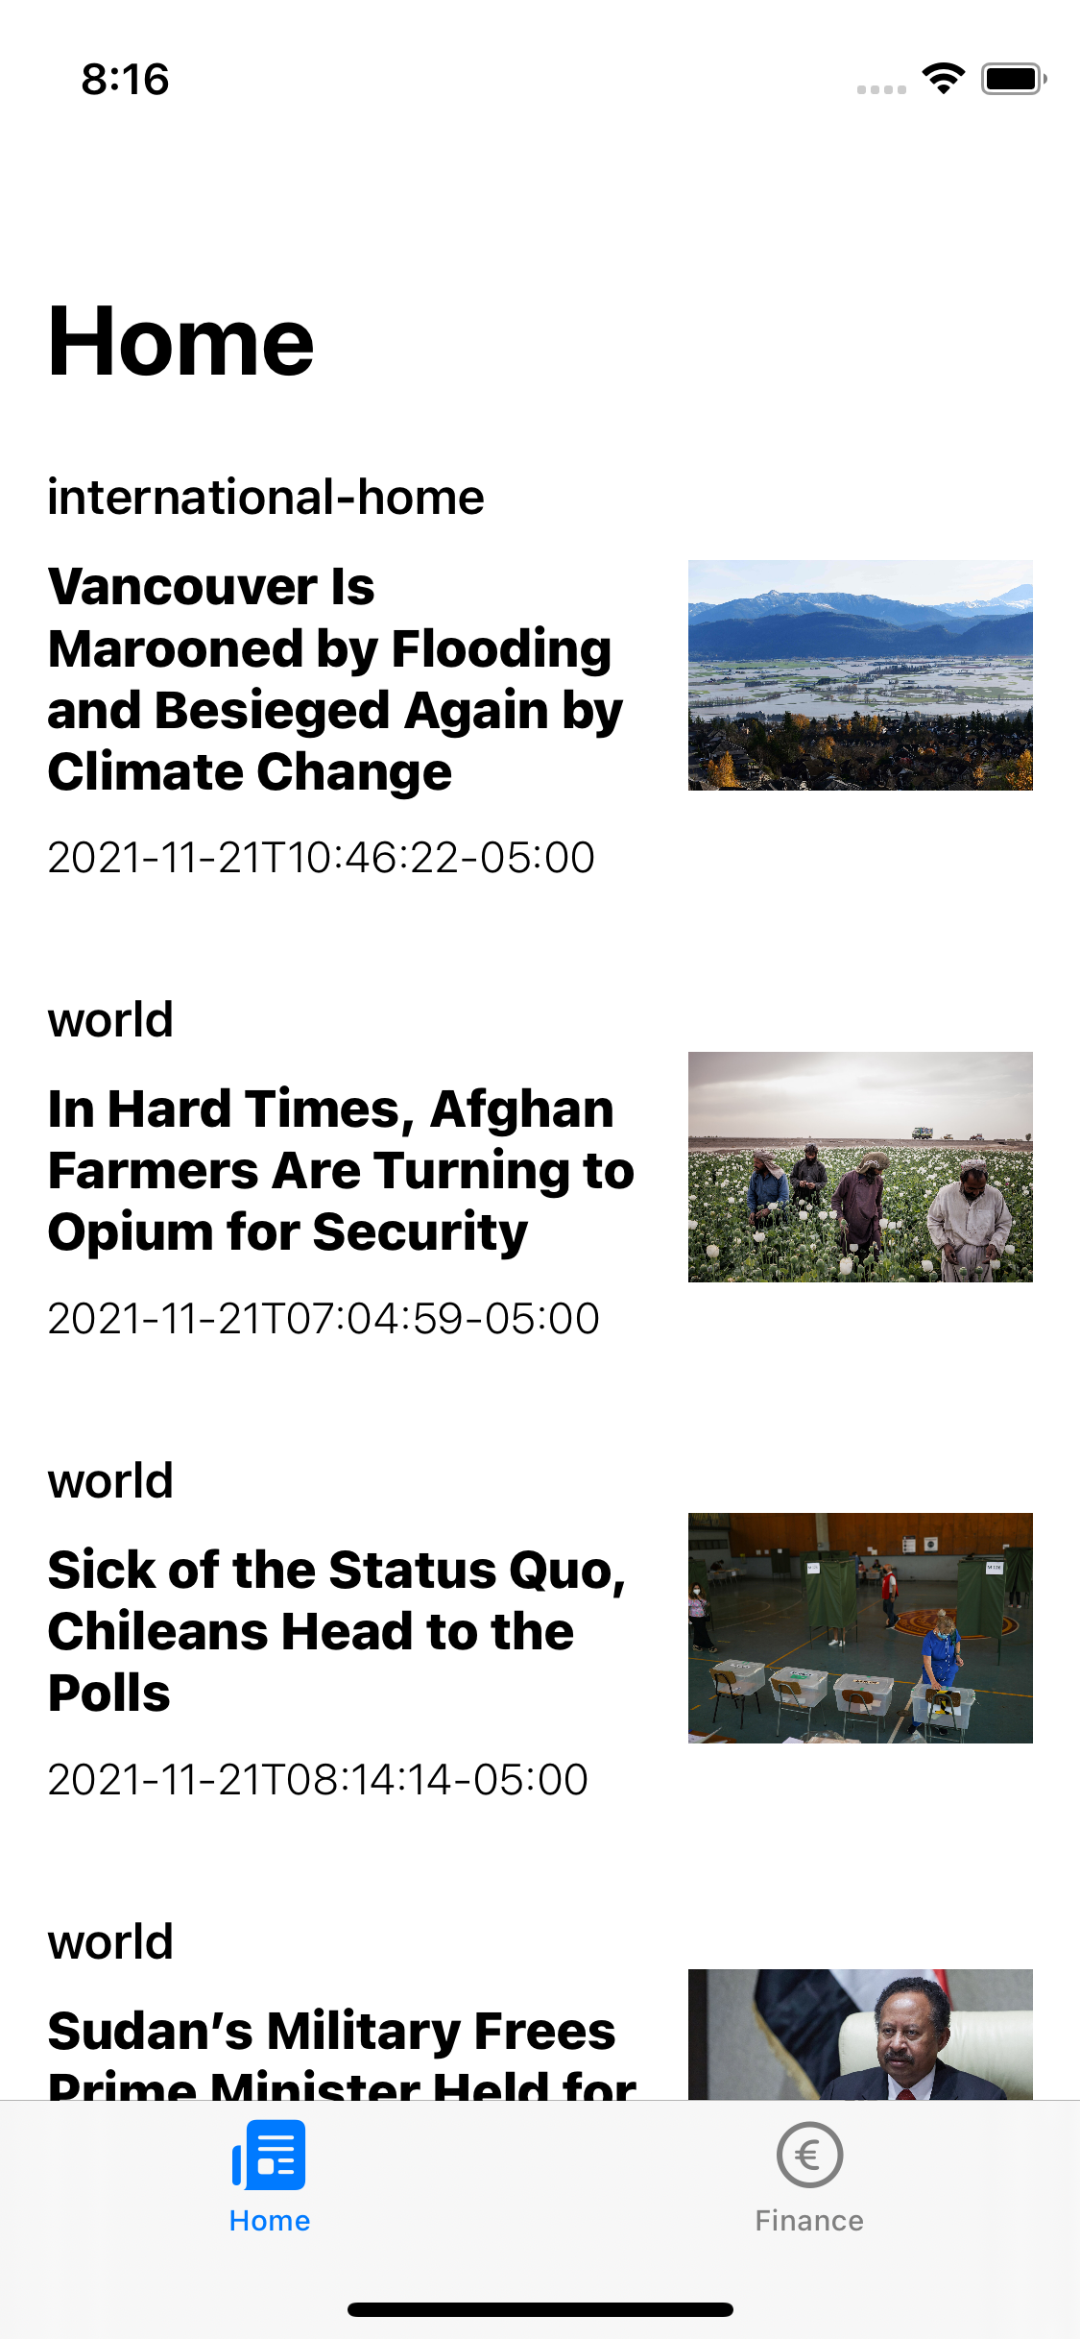 8:16
Home
international-home
Vancouver Is
Marooned by Flooding
and Besieged Again by
Climate Change
2021-11-21T10:46:22-05:00
world
In Hard Times, Afghan
Farmers Are Turning to
Opium for Security
2021-11-21T07:04:59-05:00
world
Sick of the Status Quo,
Chileans Head to the
Polls
2021-11-21T08:14:14-05:00
world
Sudan’s Military Frees
Prime Minister Held for
Home
Finance